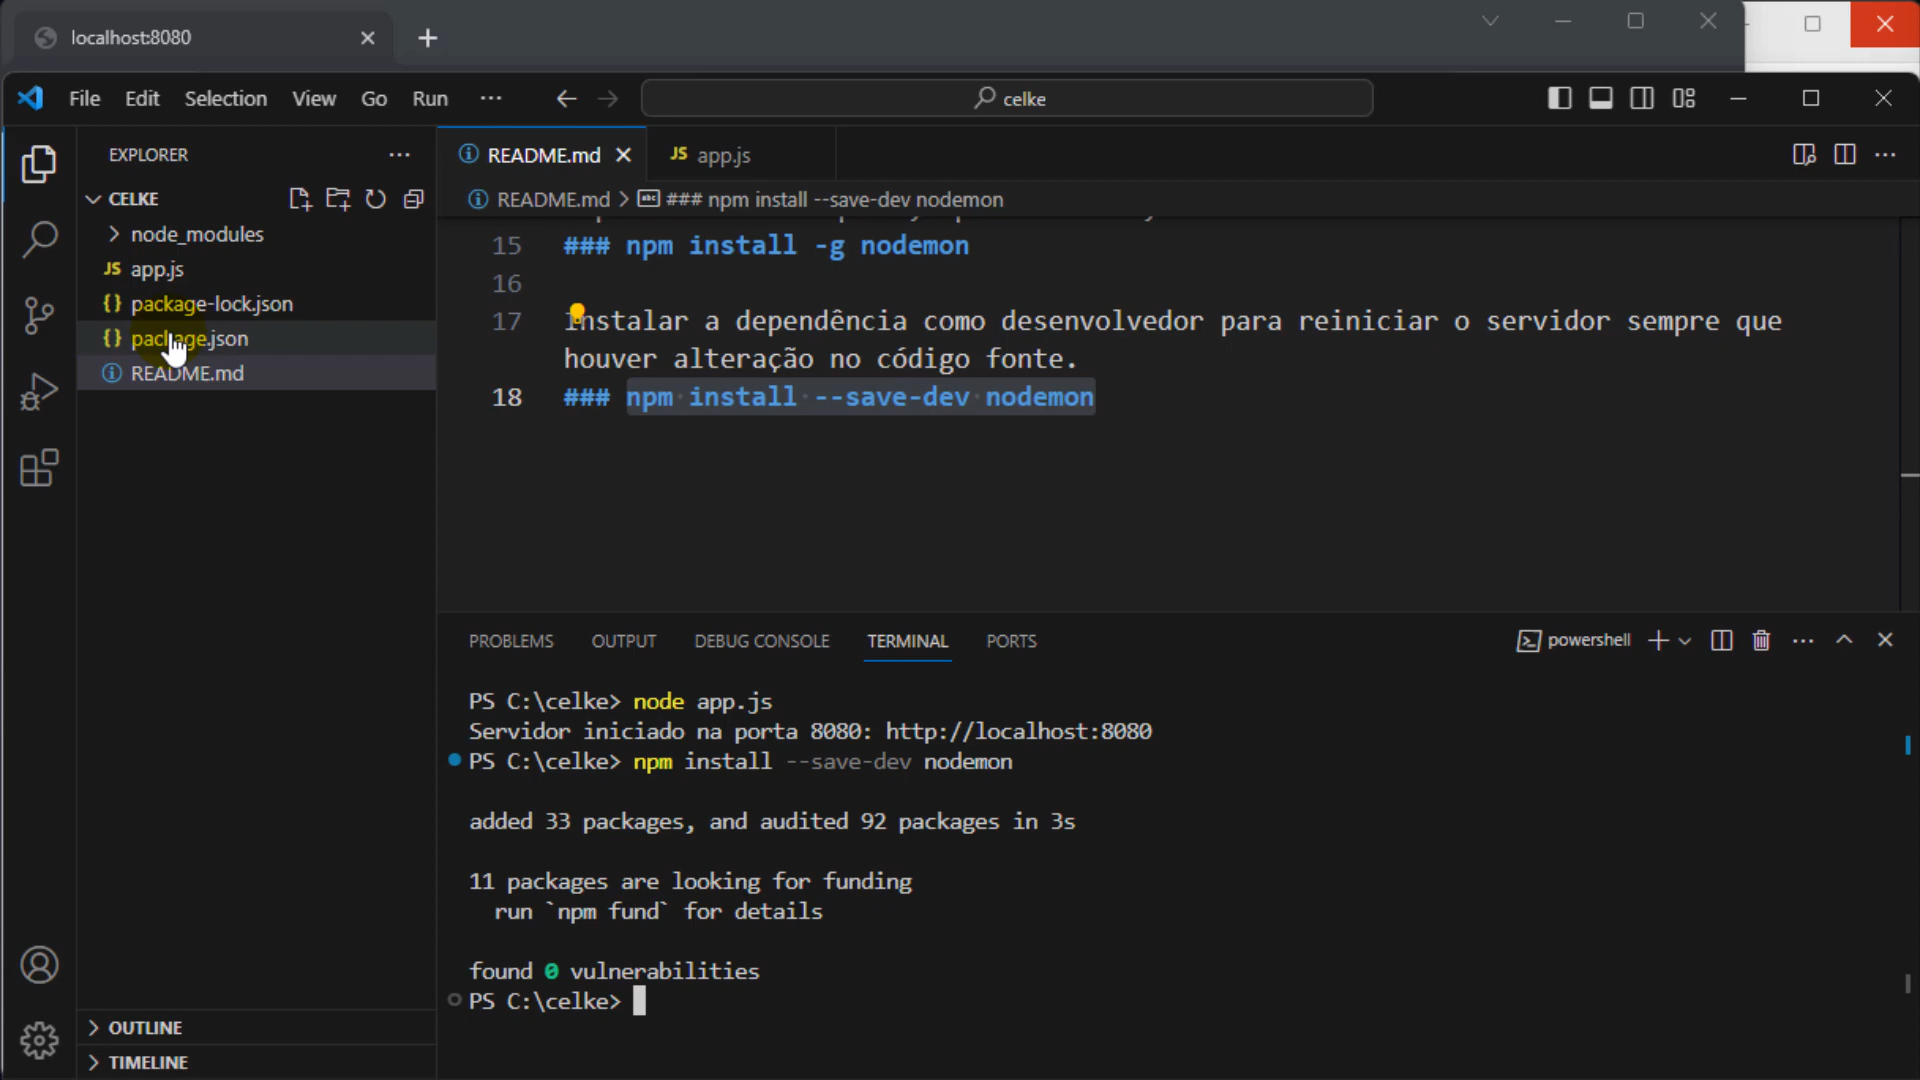 localhost:8080
File Edit Selection View Go Run ··· celke
EXPLORER
CELKE
node_modules
JS app.js
{} package-lock.json
{} package.json
README.md
OUTLINE
TIMELINE
README.md
JS app.js
README.md > ### npm install --save-dev nodemon
15 ### npm install -g nodemon
16
17 Instalar a dependência como desenvolvedor para reiniciar o servidor sempre que
houver alteração no código fonte.
18 ### npm install --save-dev nodemon
PROBLEMS OUTPUT DEBUG CONSOLE TERMINAL PORTS powershell
PS C:\celke> node app.js
Servidor iniciado na porta 8080: http://localhost:8080
PS C:\celke> npm install --save-dev nodemon
added 33 packages, and audited 92 packages in 3s
11 packages are looking for funding
run `npm fund` for details
found 0 vulnerabilities
PS C:\celke>